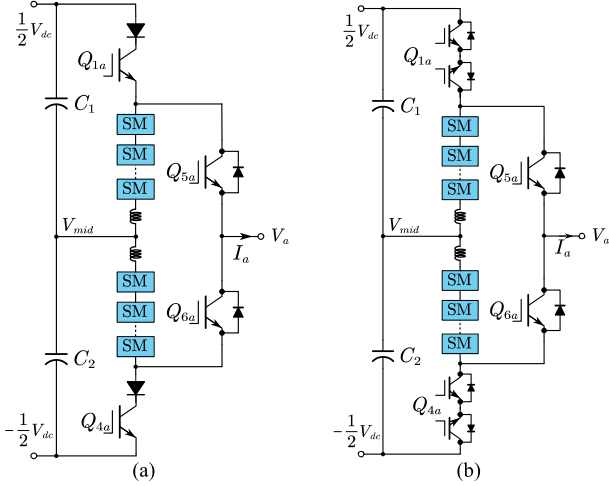 1/2 V_dc
Q_1a
C_1
SM
SM
SM
Q_5a
V_mid
V_a
I_a
SM
SM
SM
Q_6a
C_2
Q_4a
-1/2 V_dc
(a)
1/2 V_dc
Q_1a
C_1
SM
SM
SM
Q_5a
V_mid
V_a
I_a
SM
SM
SM
Q_6a
C_2
Q_4a
-1/2 V_dc
(b)